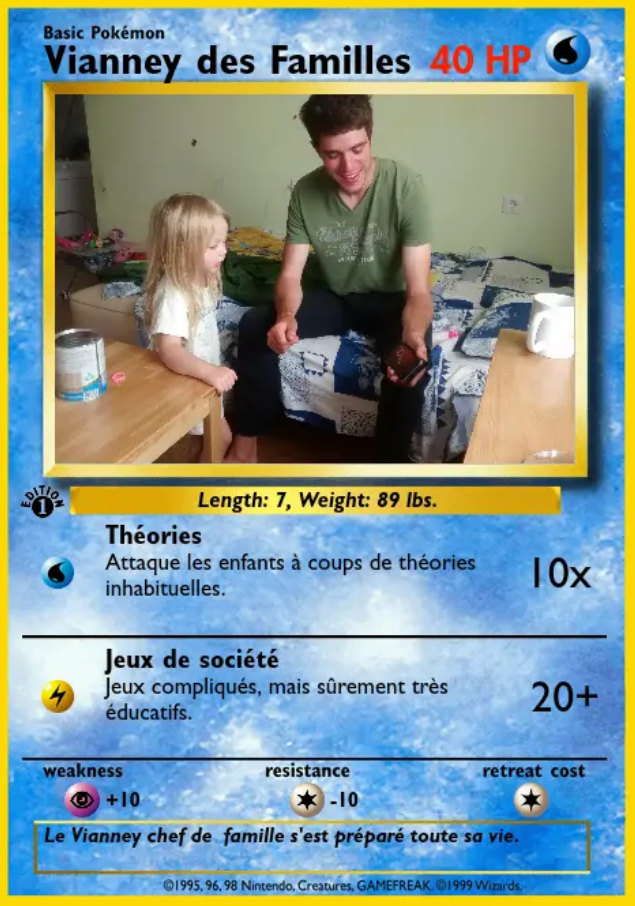 Basic Pokémon
Vianney des Familles 40 HP
EDITION
1
Length: 7, Weight: 89 lbs.
Théories
Attaque les enfants à coups de théories
inhabituelles.
10x
Jeux de société
Jeux compliqués, mais sûrement très
éducatifs.
20+
weakness resistance retreat cost
+10 -10
Le Vianney chef de famille s'est préparé toute sa vie.
©1995, 96, 98 Nintendo, Creatures, GAMEFREAK. ©1999 Wizards.